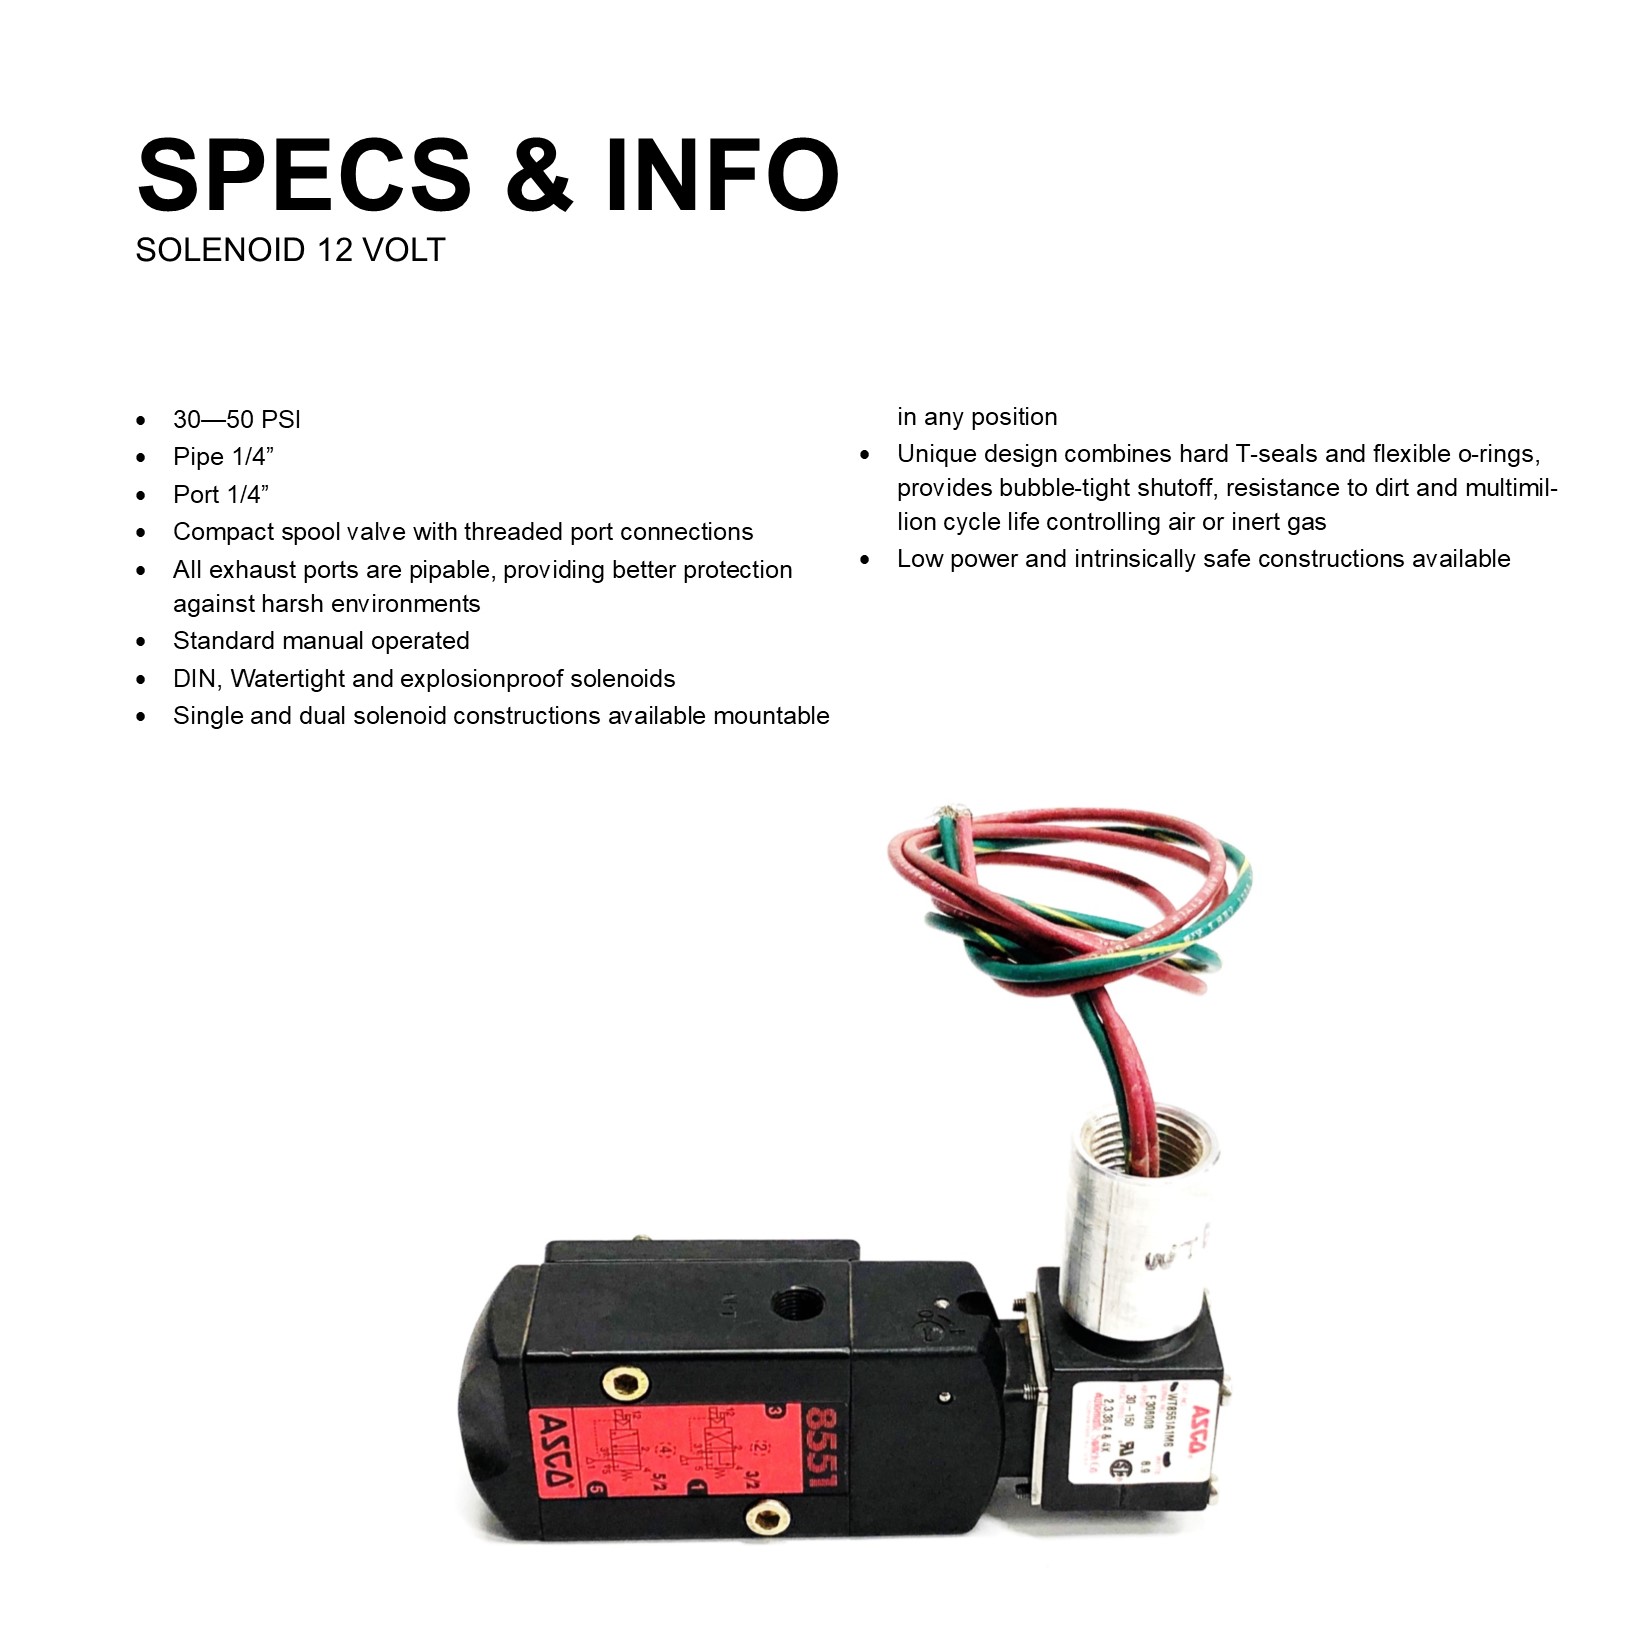 SPECS & INFO
SOLENOID 12 VOLT
• 30—50 PSI
• Pipe 1/4”
• Port 1/4”
• Compact spool valve with threaded port connections
• All exhaust ports are pipable, providing better protection
against harsh environments
• Standard manual operated
• DIN, Watertight and explosionproof solenoids
• Single and dual solenoid constructions available mountable
in any position
• Unique design combines hard T-seals and flexible o-rings,
provides bubble-tight shutoff, resistance to dirt and multimil-
lion cycle life controlling air or inert gas
• Low power and intrinsically safe constructions available
8551
3
3/2
1
5/2
5
ASCO
ASCO
WT8551A1MS
30-150